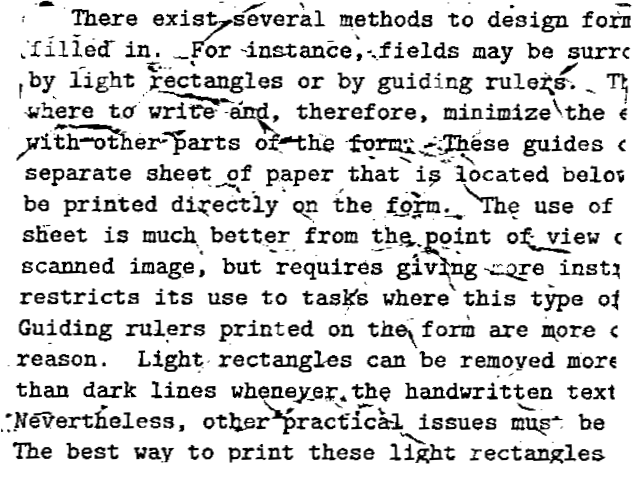 There exist several methods to design form
filled in. For instance, fields may be surro
by light rectangles or by guiding rulers. Th
where to write and, therefore, minimize the e
with other parts of the form. These guides c
separate sheet of paper that is located below
be printed directly on the form. The use of
sheet is much better from the point of view o
scanned image, but requires giving more instr
restricts its use to tasks where this type of
Guiding rulers printed on the form are more c
reason. Light rectangles can be removed more
than dark lines whenever the handwritten text
Nevertheless, other practical issues must be
The best way to print these light rectangles